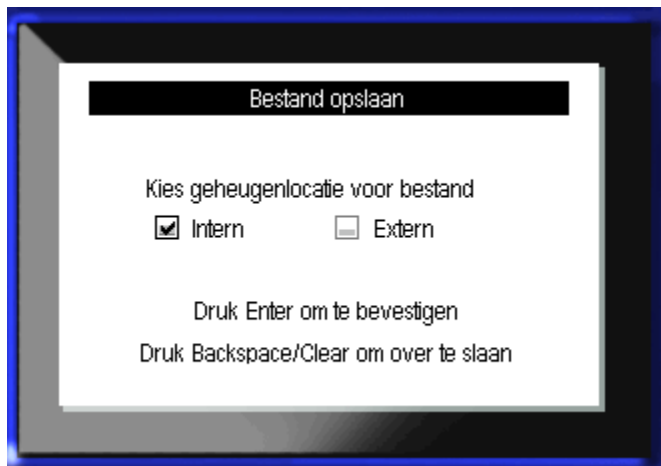 Bestand opslaan
Kies geheugenlocatie voor bestand
Intern Extern
Druk Enter om te bevestigen
Druk Backspace/Clear om over te slaan